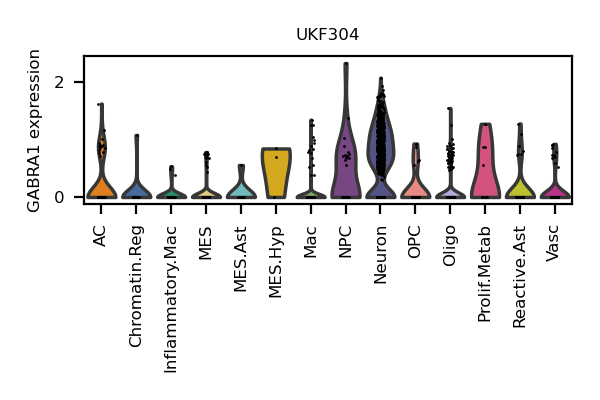 UKF304
GABRA1 expression
2
0
AC
Chromatin.Reg
Inflammatory.Mac
MES
MES.Ast
MES.Hyp
Mac
NPC
Neuron
OPC
Oligo
Prolif.Metab
Reactive.Ast
Vasc